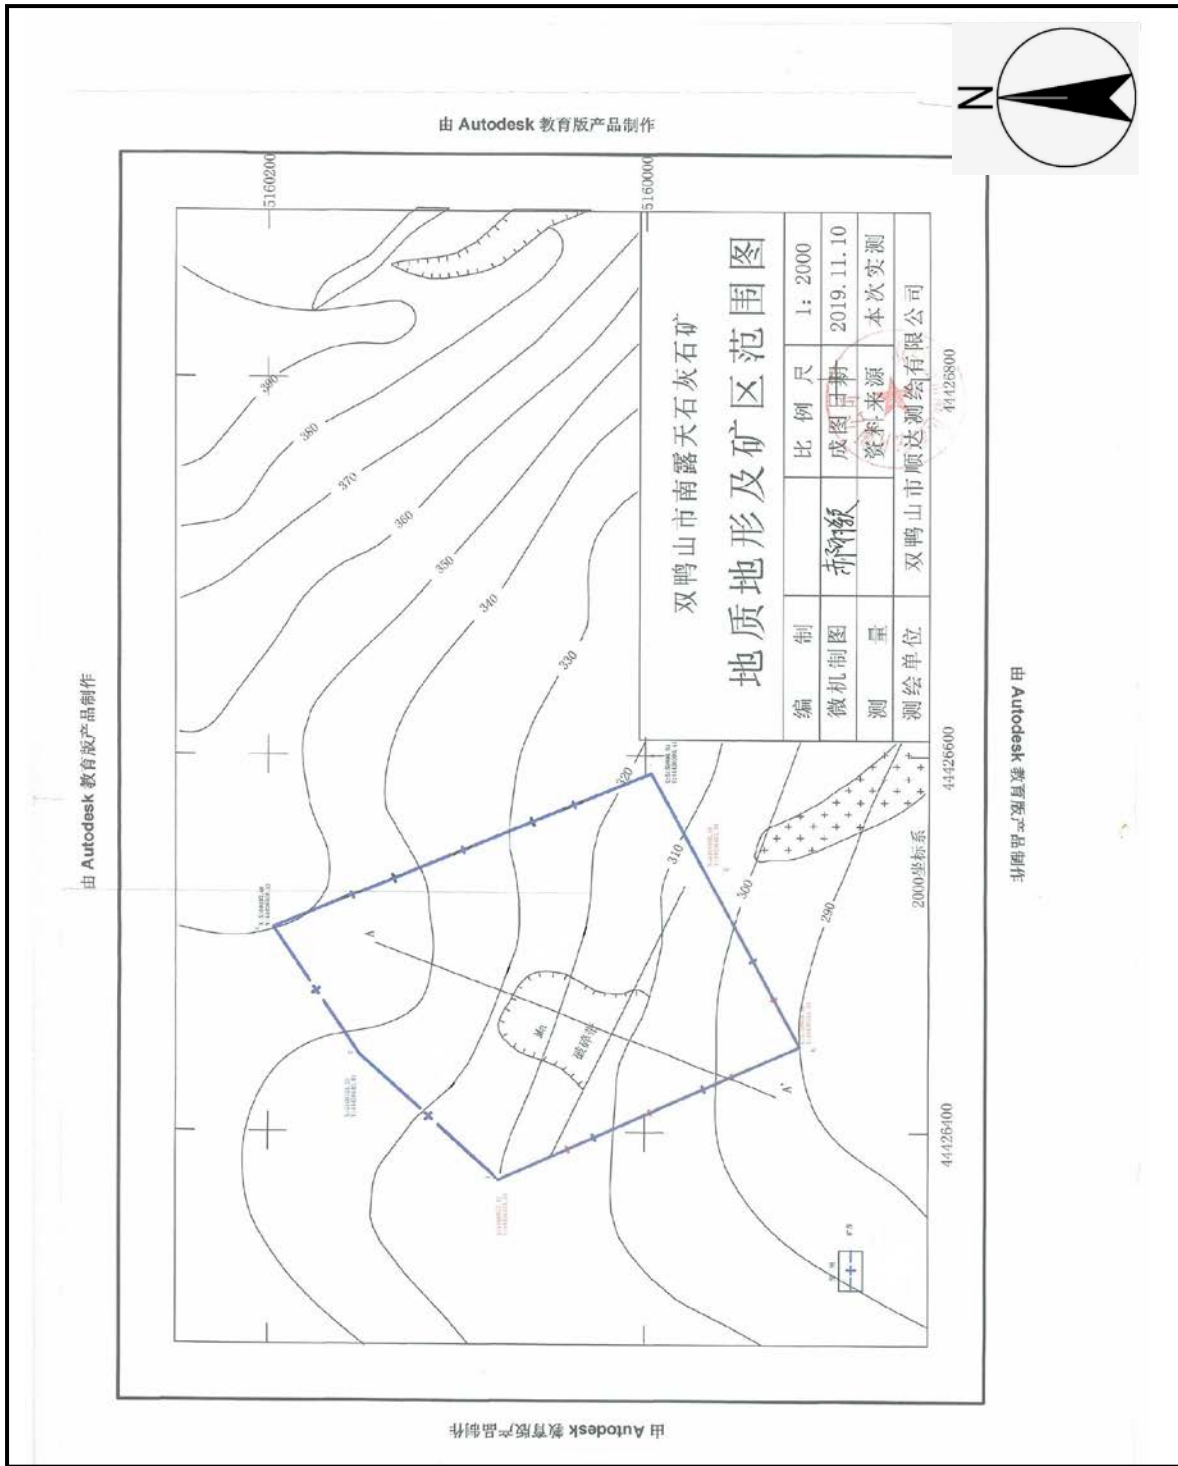 N
由 Autodesk 教育版产品制作
由 Autodesk 教育版产品制作
由 Autodesk 教育版产品制作
由 Autodesk 教育版产品制作
5160200
5160000
44426800
44426600
44426400
2000坐标系
双鸭山市南露天石灰石矿
地质地形及矿区范围图
编 制
比 例 尺
1: 2000
微机制图
成图日期
2019.11.10
测 量
资料来源
本次实测
测绘单位
双鸭山市顺达测绘有限公司
390
380
370
360
350
340
330
320
310
300
290
A
A'
破碎带